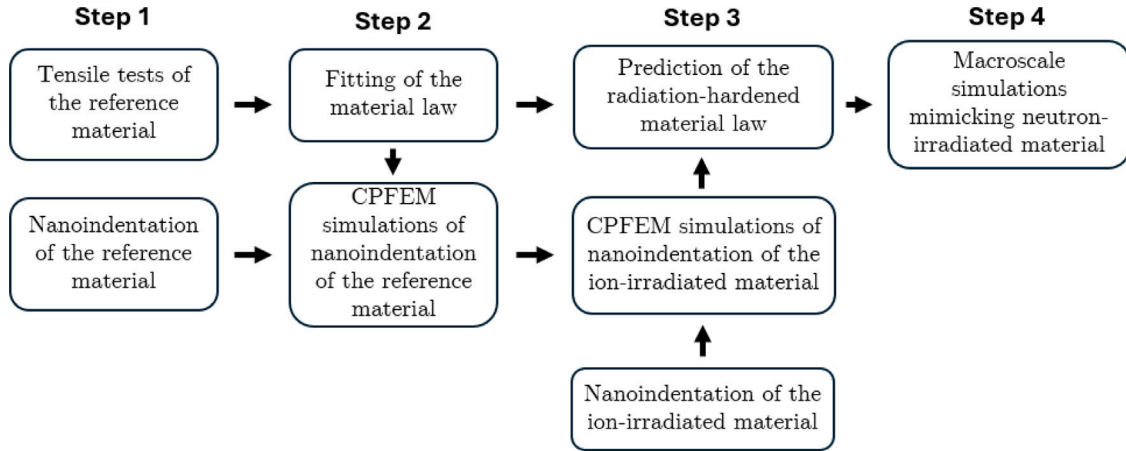 Step 1
Step 2
Step 3
Step 4
Tensile tests of
the reference
material
Fitting of the
material law
Prediction of the
radiation-hardened
material law
Macroscale
simulations
mimicking neutron-
irradiated material
Nanoindentation
of the reference
material
CPFEM
simulations of
nanoindentation
of the reference
material
CPFEM simulations of
nanoindentation of the
ion-irradiated material
Nanoindentation of the
ion-irradiated material